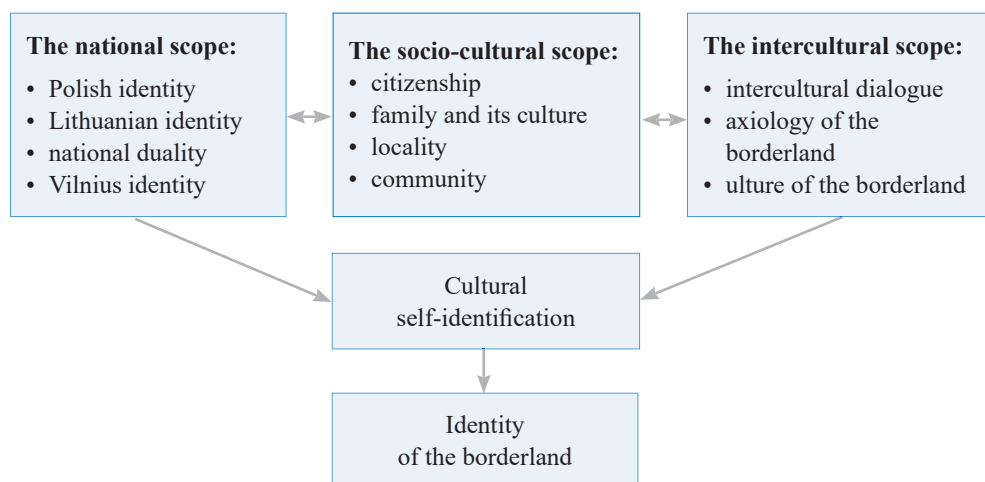 The national scope:
• Polish identity
• Lithuanian identity
• national duality
• Vilnius identity
The socio-cultural scope:
• citizenship
• family and its culture
• locality
• community
The intercultural scope:
• intercultural dialogue
• axiology of the
borderland
• ulture of the borderland
Cultural
self-identification
Identity
of the borderland